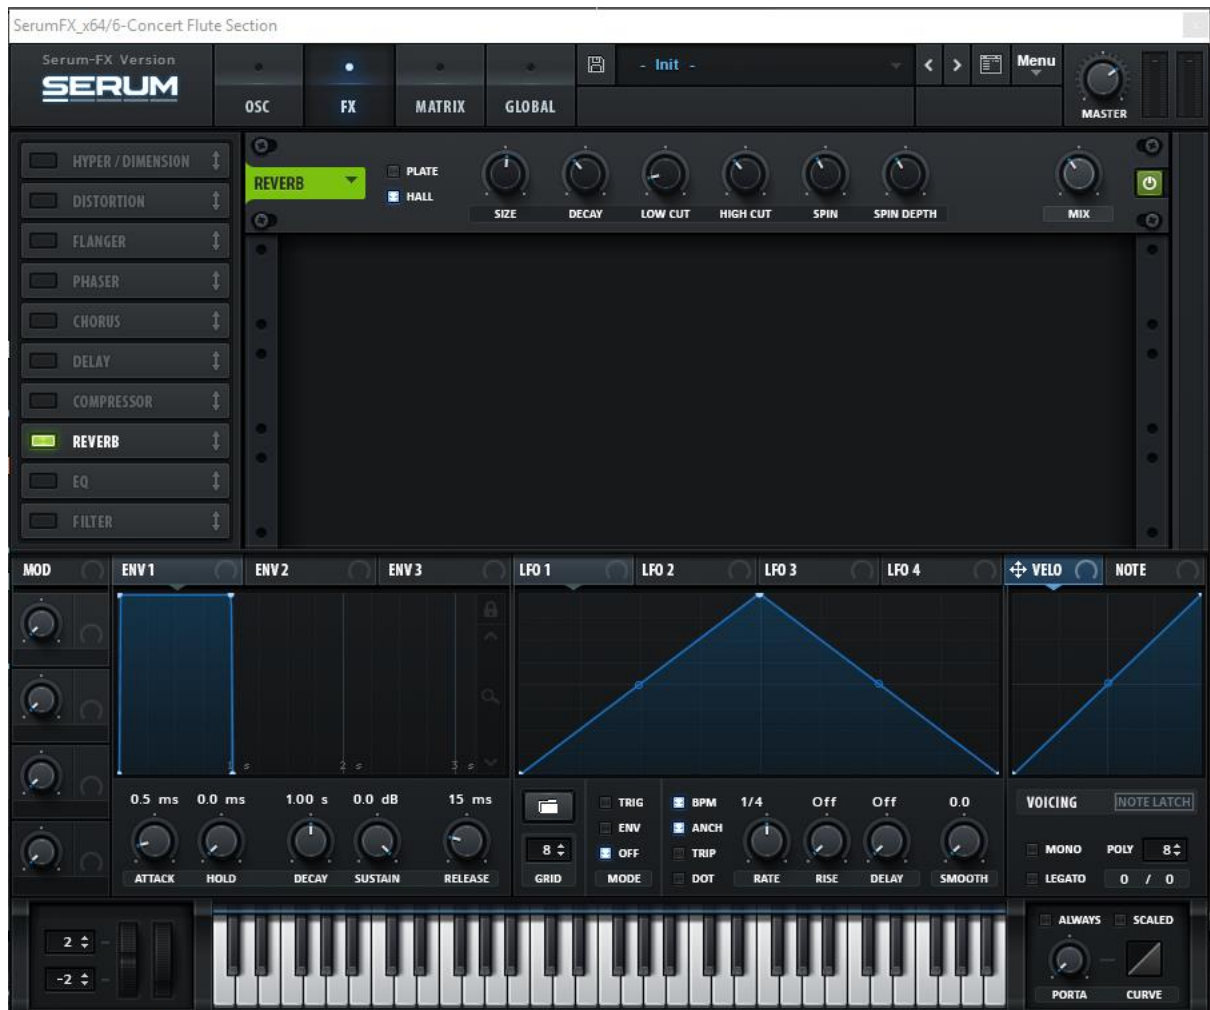 SerumFX_x64/6-Concert Flute Section
x
Serum-FX Version
SERUM
OSC
FX
MATRIX
GLOBAL
- Init -
Menu
MASTER
HYPER / DIMENSION
DISTORTION
FLANGER
PHASER
CHORUS
DELAY
COMPRESSOR
REVERB
EQ
FILTER
REVERB
PLATE
HALL
SIZE
DECAY
LOW CUT
HIGH CUT
SPIN
SPIN DEPTH
MIX
MOD
ENV 1
ENV 2
ENV 3
LFO 1
LFO 2
LFO 3
LFO 4
VELO
NOTE
1 s
2 s
3 s
0.5 ms
0.0 ms
1.00 s
0.0 dB
15 ms
ATTACK
HOLD
DECAY
SUSTAIN
RELEASE
8
GRID
TRIG
ENV
OFF
MODE
BPM
ANCH
TRIP
DOT
1/4
Off
Off
0.0
RATE
RISE
DELAY
SMOOTH
VOICING
NOTE LATCH
MONO
POLY
8
LEGATO
0 / 0
2
-2
ALWAYS
SCALED
PORTA
CURVE